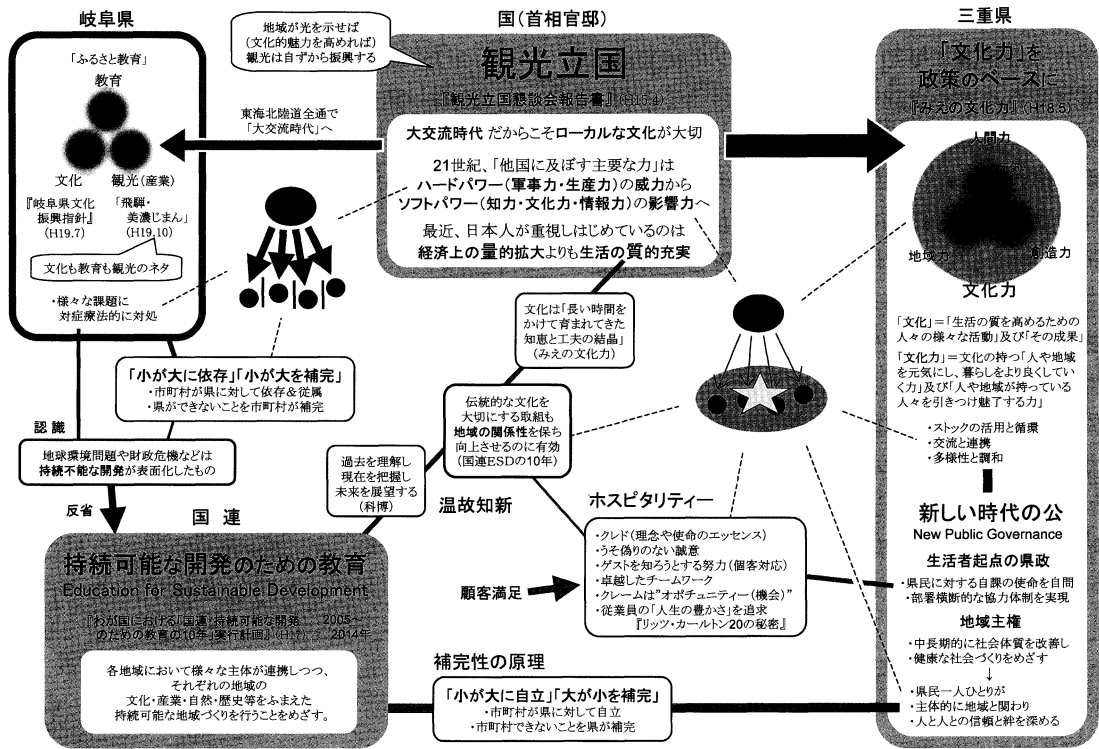 岐阜県
「ふるさと教育」
教育
文化
観光(産業)
『岐阜県文化
振興指針』
(H19.7)
「飛騨・
美濃じまん」
(H19.10)
文化も教育も観光のネタ
・様々な課題に
対症療法的に対処
国(首相官邸)
地域が光を示せば
(文化的魅力を高めれば)
観光は自ずから振興する
観光立国
『観光立国懇談会報告書』(H15.4)
東海北陸道全通で
「大交流時代」へ
大交流時代 だからこそローカルな文化が大切
21世紀、「他国に及ぼす主要な力」は
ハードパワー(軍事力・生産力)の威力から
ソフトパワー(知力・文化力・情報力)の影響力へ
最近、日本人が重視しはじめているのは
経済上の量的拡大よりも生活の質的充実
三重県
「文化力」を
政策のベースに
『みえの文化力』(H18.5)
人間力
地域力
創造力
文化力
「文化」=「生活の質を高めるための
人々の様々な活動」及び「その成果」
「文化力」=文化の持つ「人や地域
を元気にし、暮らしをより良くしてい
く力」及び「人や地域が持っている
人々を引きつけ魅了する力」
・ストックの活用と循環
・交流と連携
・多様性と調和
新しい時代の公
New Public Governance
生活者起点の県政
・県民に対する自課の使命を自問
・部署横断的な協力体制を実現
地域主権
・中長期的に社会体質を改善し
・健康な社会づくりをめざす
↓
・県民一人ひとりが
・主体的に地域と関わり
・人と人との信頼と絆を深める
文化は「長い時間を
かけて育まれてきた
知恵と工夫の結晶」
(みえの文化力)
「小が大に依存」「小が大を補完」
・市町村が県に対して依存&従属
・県ができないことを市町村が補完
伝統的な文化を
大切にする取組も
地域の関係性を保ち
向上させるのに有効
(国連ESDの10年)
認識
地球環境問題や財政危機などは
持続可能な開発が表面化したもの
過去を理解し
現在を把握し
未来を展望する
(科博)
温故知新
反省
国連
持続可能な開発のための教育
Education for Sustainable Development
『わが国における「国連・持続可能な開発
のための教育の10年」実行計画』(H17)
2005~
2014年
各地域において様々な主体が連携しつつ、
それぞれの地域の
文化・産業・自然・歴史等をふまえた
持続可能な地域づくりを行うことをめざす。
ホスピタリティー
・クレド(理念や使命のエッセンス)
・うそ偽りのない誠意
・ゲストを知ろうとする努力(個客対応)
・卓越したチームワーク
・クレームは"オポチュニティー(機会)"
・従業員の「人生の豊かさ」を追求
『リッツ・カールトン20の秘密』
顧客満足
補完性の原理
「小が大に自立」「大が小を補完」
・市町村が県に対して自立
・市町村できないことを県が補完